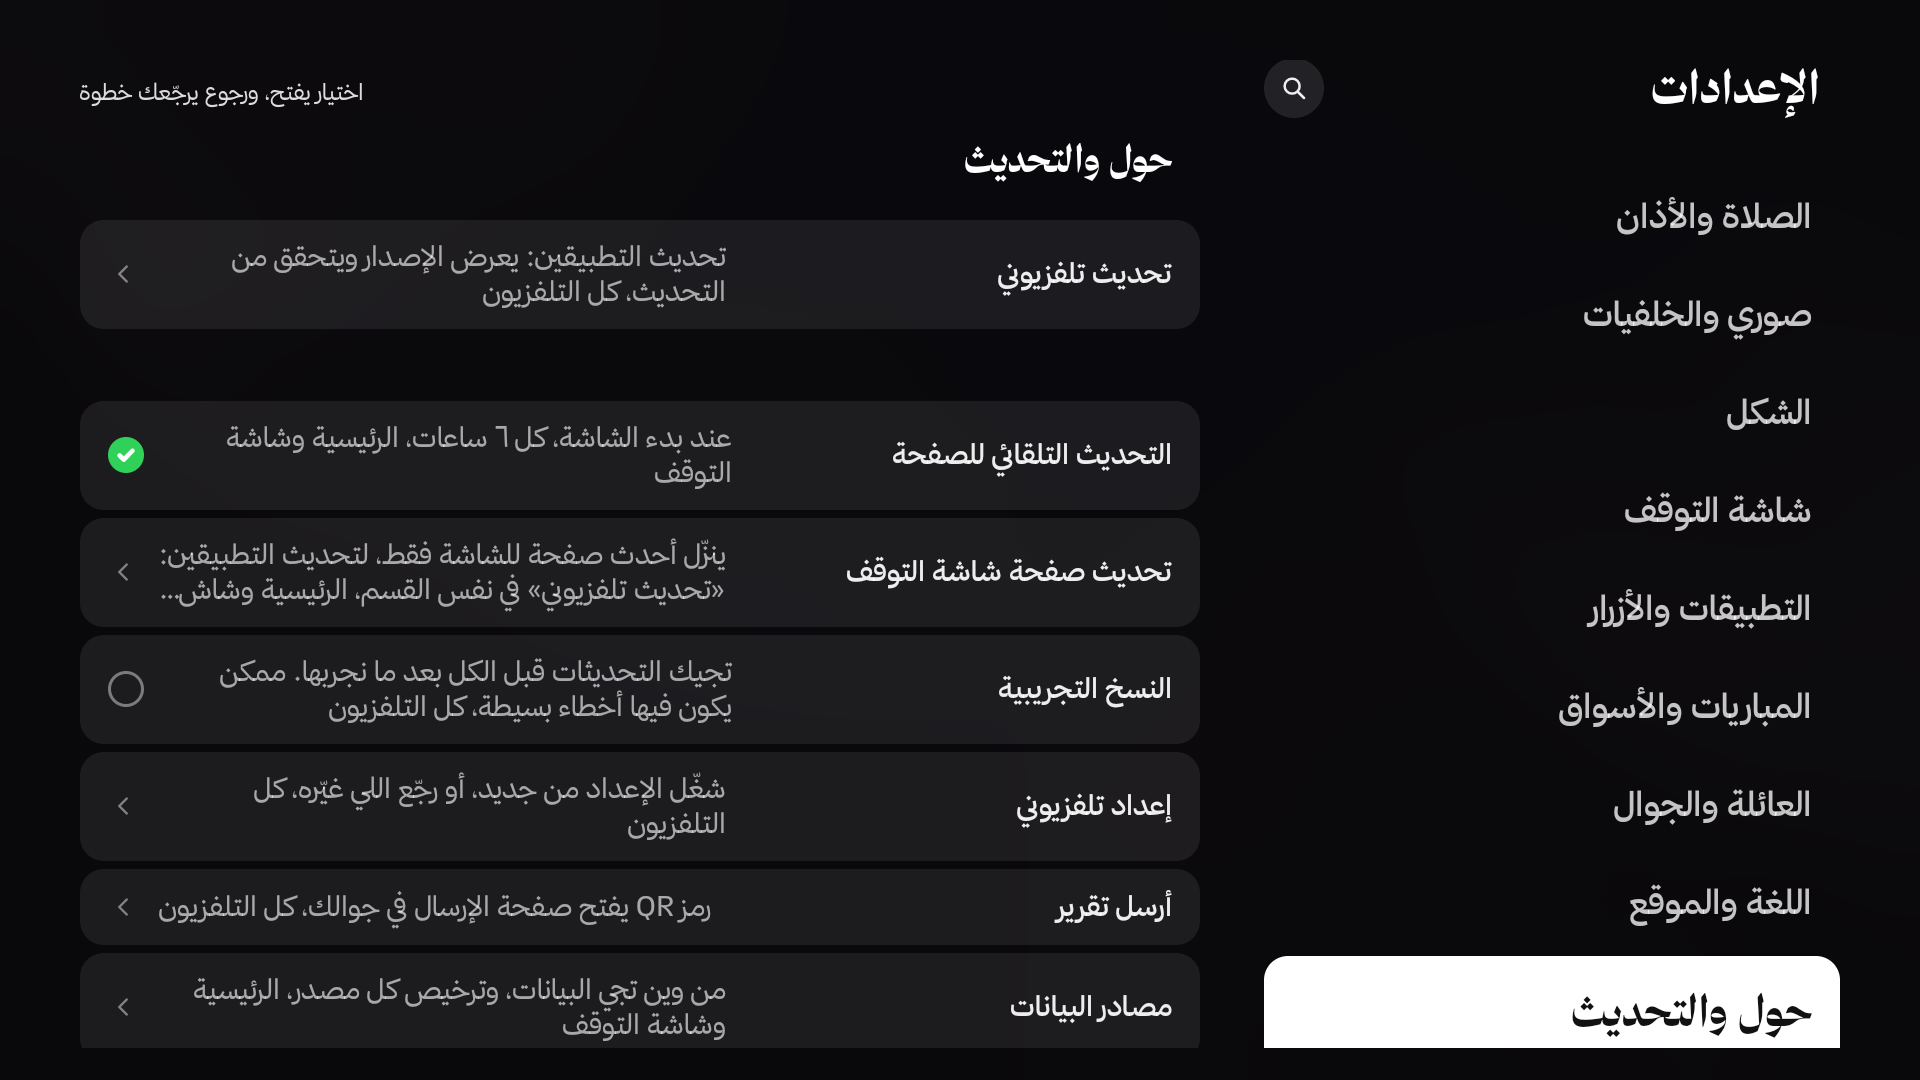 الإعدادات
الصلاة والأذان
صوري والخلفيات
الشكل
شاشة التوقف
التطبيقات والأزرار
المباريات والأسواق
العائلة والجوال
اللغة والموقع
حول والتحديث
اختيار يفتح، ورجوع يرجّعك خطوة
حول والتحديث
تحديث تلفزيوني
تحديث التطبيقين: يعرض الإصدار ويتحقق من
التحديث، كل التلفزيون
التحديث التلقائي للصفحة
عند بدء الشاشة، كل ٦ ساعات، الرئيسية وشاشة
التوقف
تحديث صفحة شاشة التوقف
ينزّل أحدث صفحة للشاشة فقط، لتحديث التطبيقين:
«تحديث تلفزيوني» في نفس القسم، الرئيسية وشاش...
النسخ التجريبية
تجيك التحديثات قبل الكل بعد ما نجربها. ممكن
يكون فيها أخطاء بسيطة، كل التلفزيون
إعداد تلفزيوني
شغّل الإعداد من جديد، أو رجّع اللي غيّره، كل
التلفزيون
أرسل تقرير
رمز QR يفتح صفحة الإرسال في جوالك، كل التلفزيون
مصادر البيانات
من وين تجي البيانات، وترخيص كل مصدر، الرئيسية
وشاشة التوقف